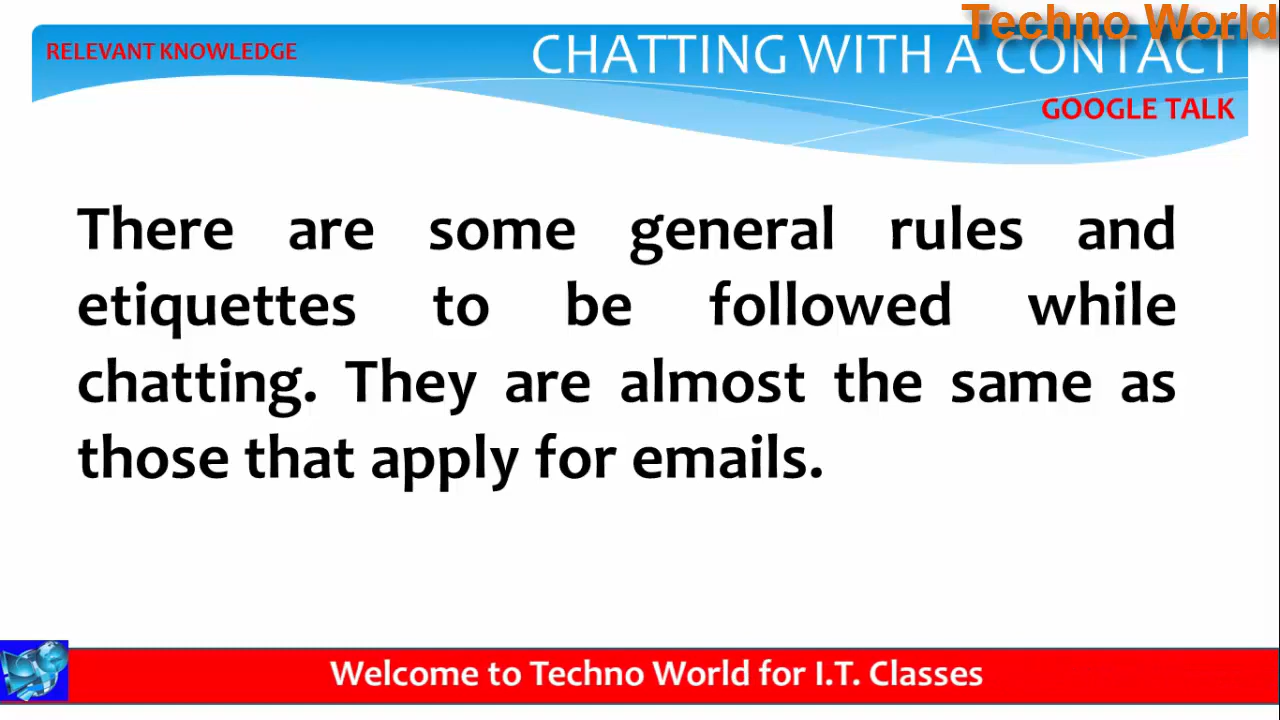 Techno World
RELEVANT KNOWLEDGE
CHATTING WITH A CONTACT
GOOGLE TALK
There are some general rules and
etiquettes to be followed while
chatting. They are almost the same as
those that apply for emails.
Welcome to Techno World for I.T. Classes